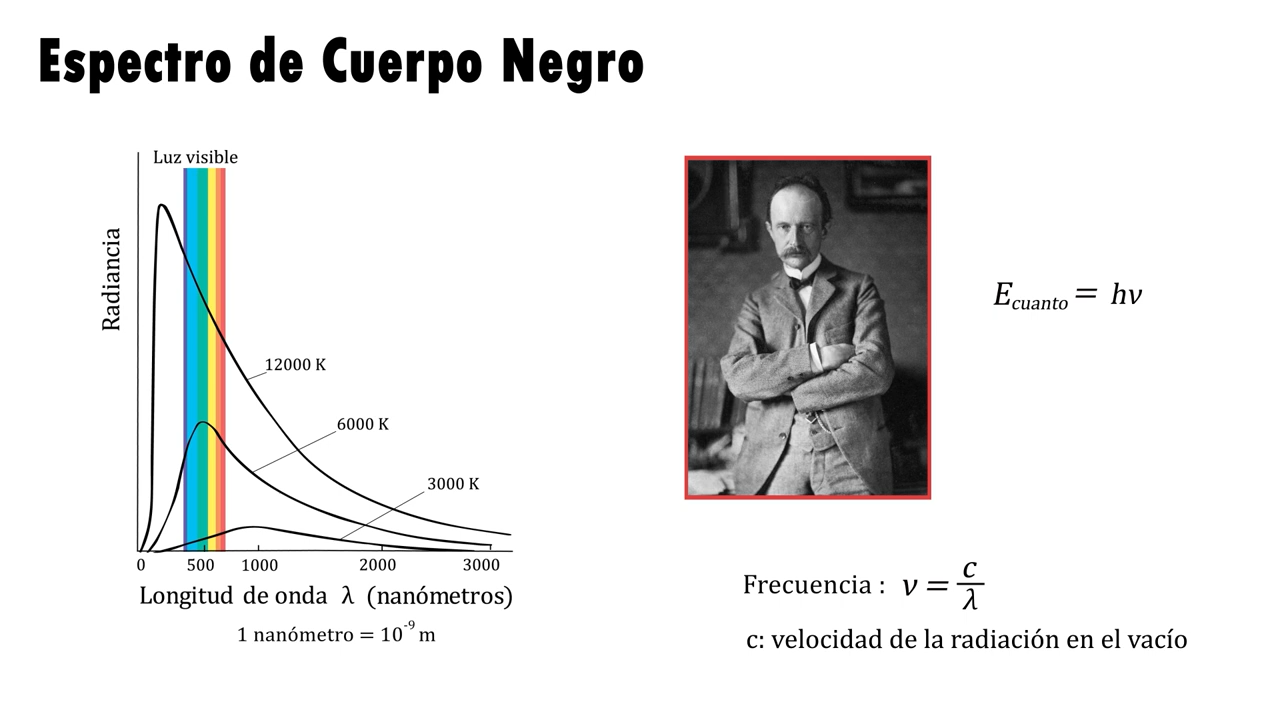 Espectro de Cuerpo Negro
Luz visible
Radiancia
12000 K
6000 K
3000 K
0 500 1000 2000 3000
Longitud de onda λ (nanómetros)
1 nanómetro = 10⁻⁹ m
E_cuanto = hν
Frecuencia : ν = c/λ
c: velocidad de la radiación en el vacío